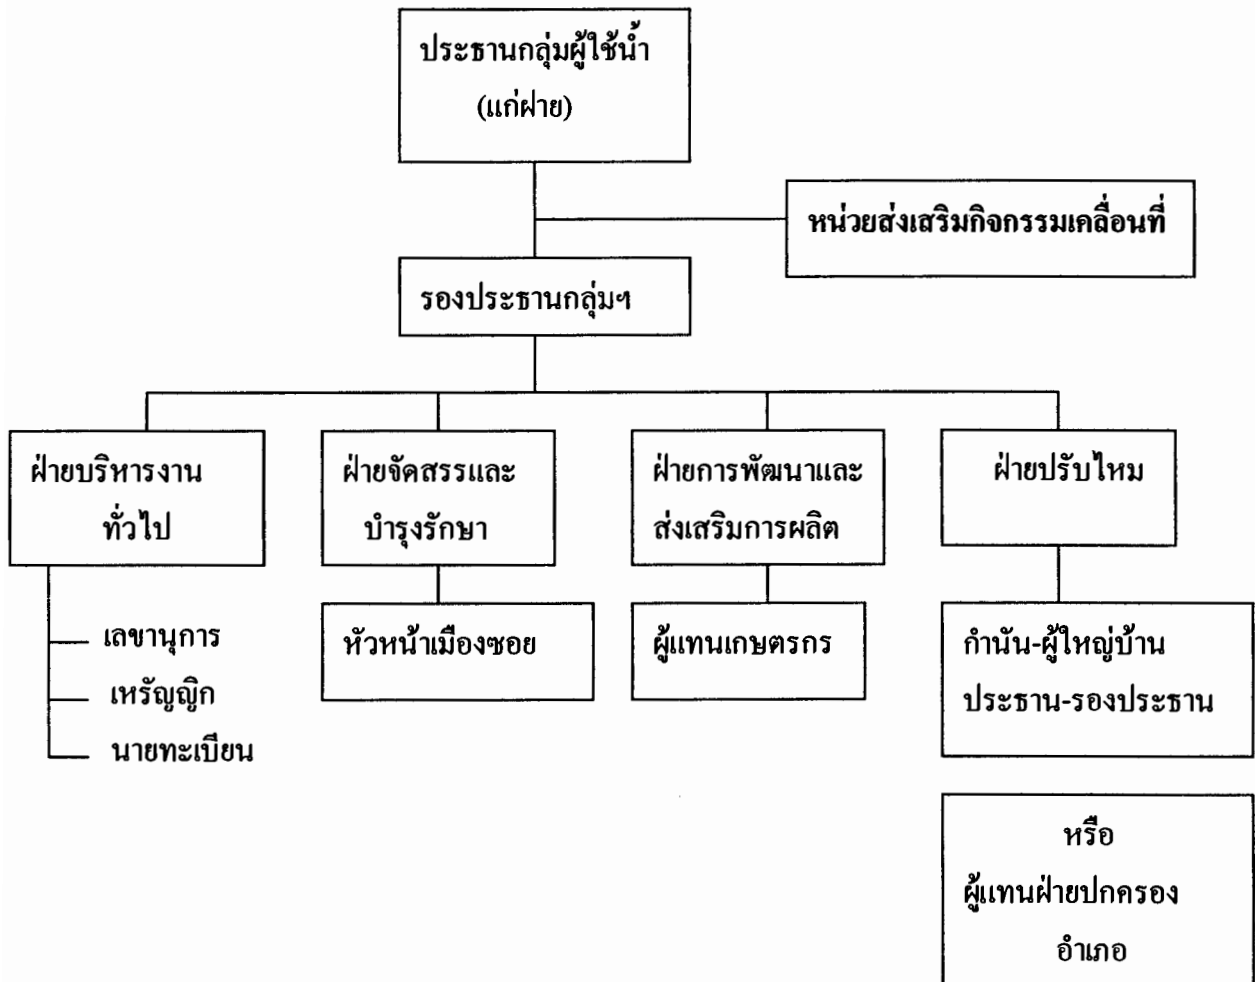 ประธานกลุ่มผู้ใช้น้ำ
(แก่ฝาย)
หน่วยส่งเสริมกิจกรรมเคลื่อนที่
รองประธานกลุ่มฯ
ฝ่ายบริหารงาน
ทั่วไป
ฝ่ายจัดสรรและ
บำรุงรักษา
ฝ่ายการพัฒนาและ
ส่งเสริมการผลิต
ฝ่ายปรับไหม
เลขานุการ
เหรัญญิก
นายทะเบียน
หัวหน้าเมืองซอย
ผู้แทนเกษตรกร
กำนัน-ผู้ใหญ่บ้าน
ประธาน-รองประธาน
หรือ
ผู้แทนฝ่ายปกครอง
อำเภอ